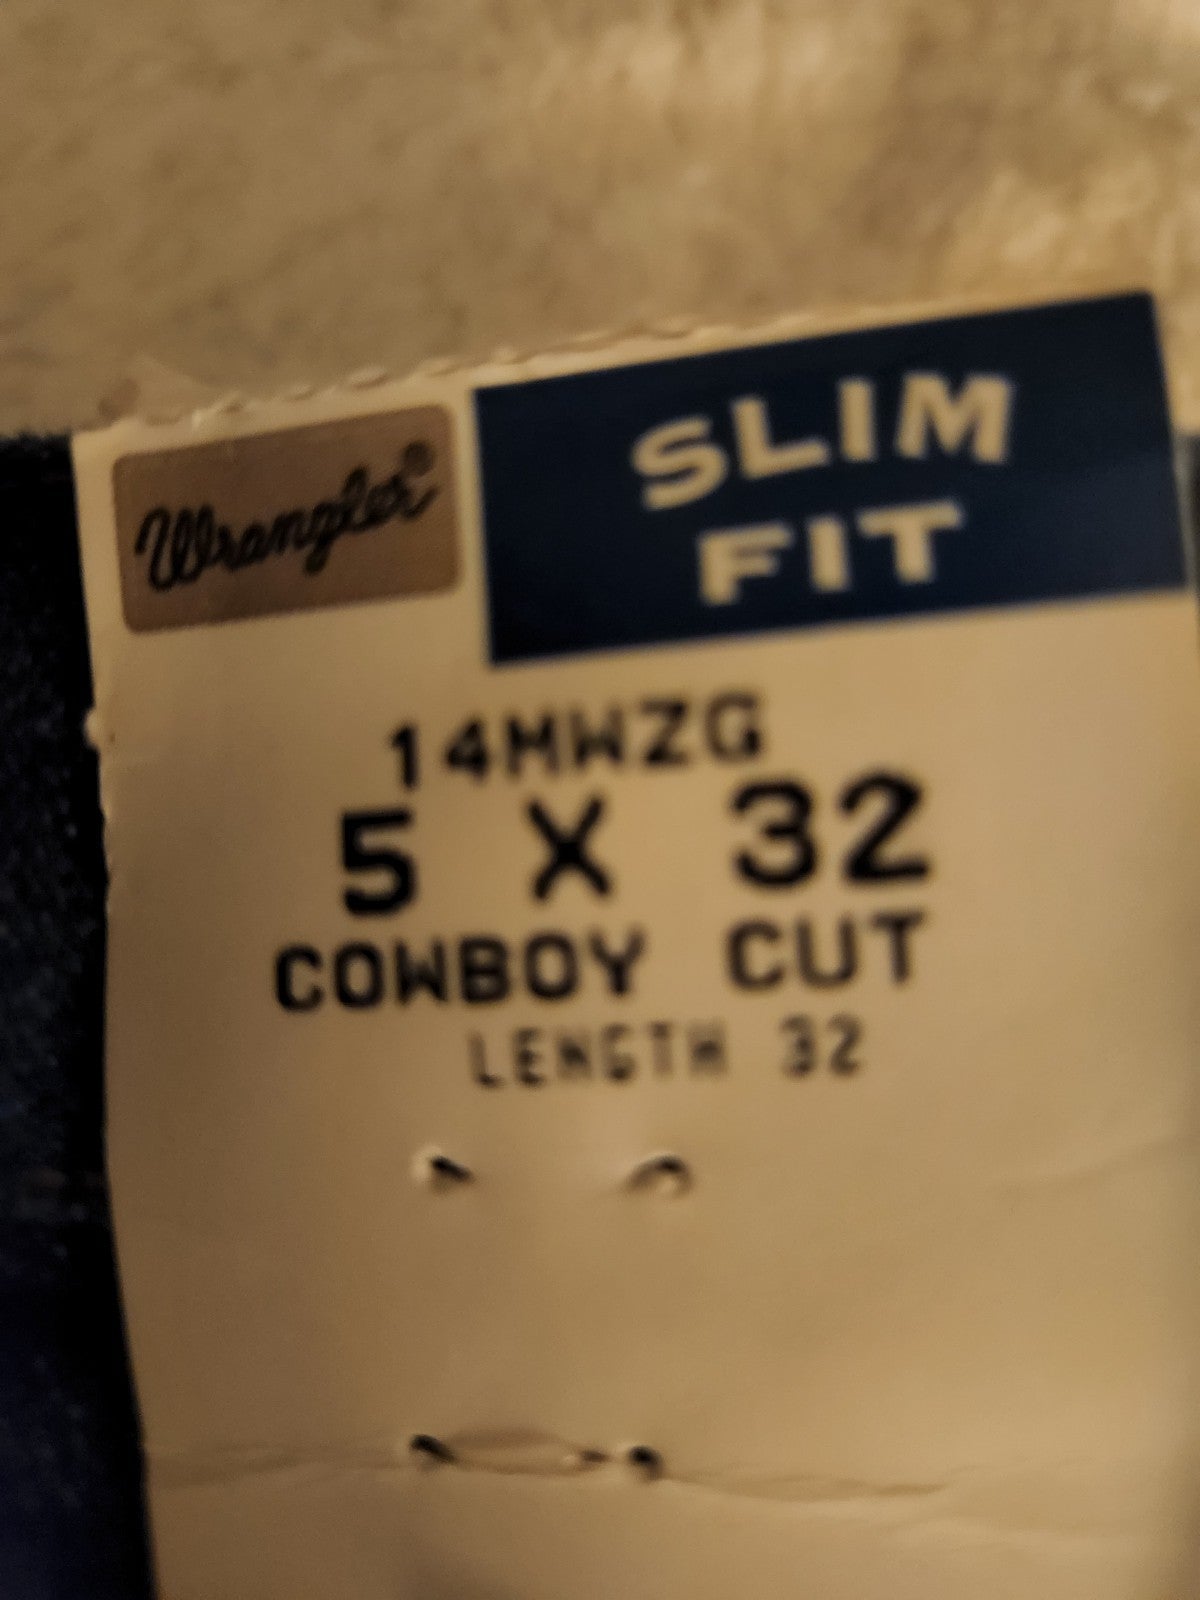 Wrangler®
SLIM
FIT
14MWZG
5 X 32
COWBOY CUT
LENGTH 32